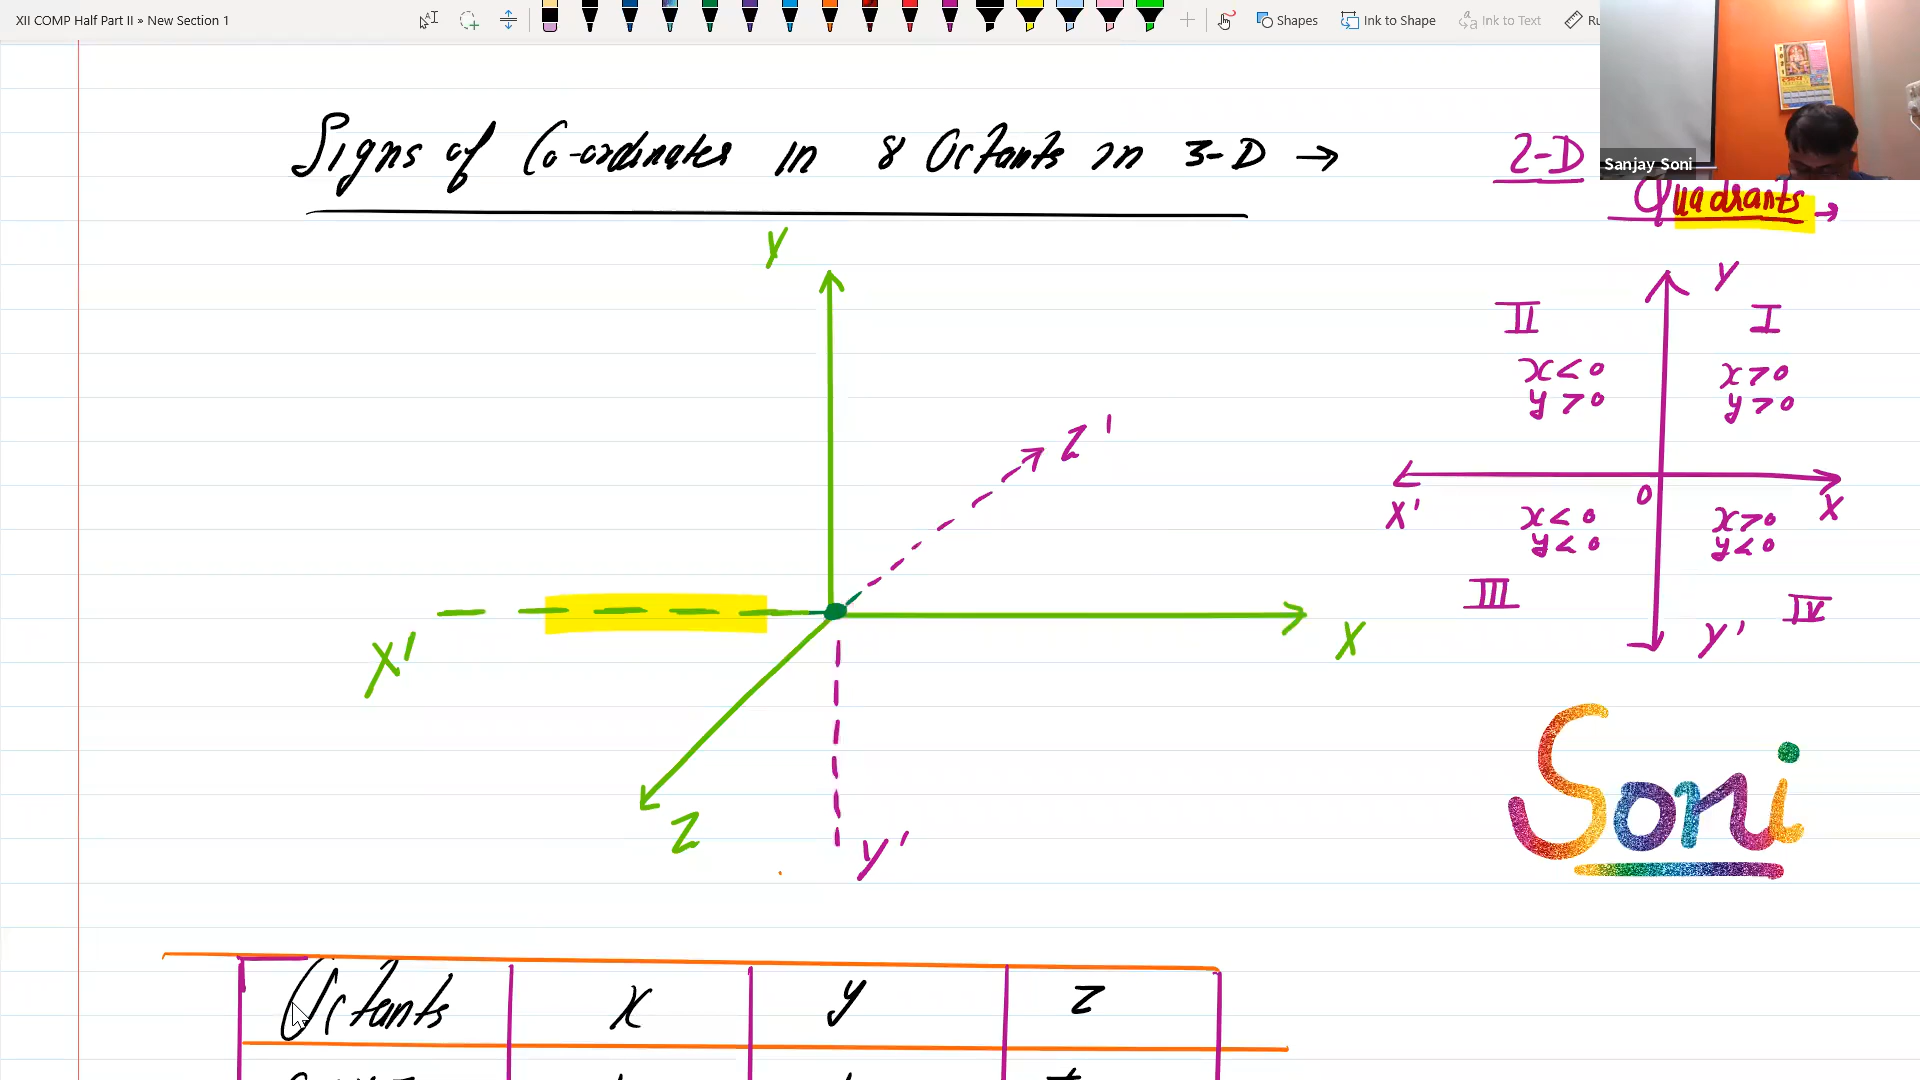 XII COMP Half Part II » New Section 1
Shapes
Ink to Shape
Ink to Text
Sanjay Soni
Signs of Co-ordinates in 8 Octants in 3-D →
2-D
Quadrants →
Y
Z'
X'
X
Z
Y'
Y
II
I
x<0
y>0
x>0
y>0
X'
O
X
x<0
y<0
x>0
y<0
III
IV
Y'
Soni
Octants x y z